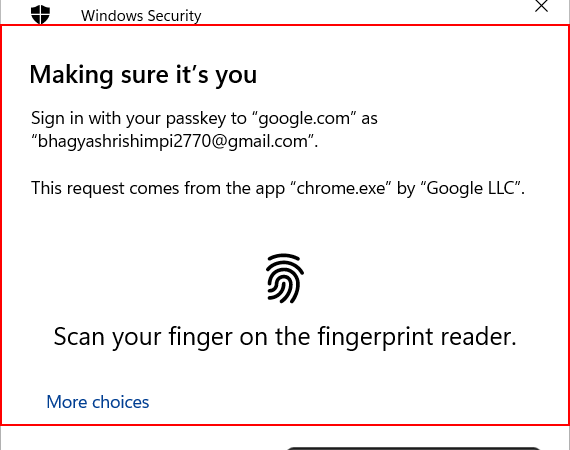 Windows Security
Making sure it’s you
Sign in with your passkey to “google.com” as
“bhagyashrishimpi2770@gmail.com”.
This request comes from the app “chrome.exe” by “Google LLC”.
Scan your finger on the fingerprint reader.
More choices